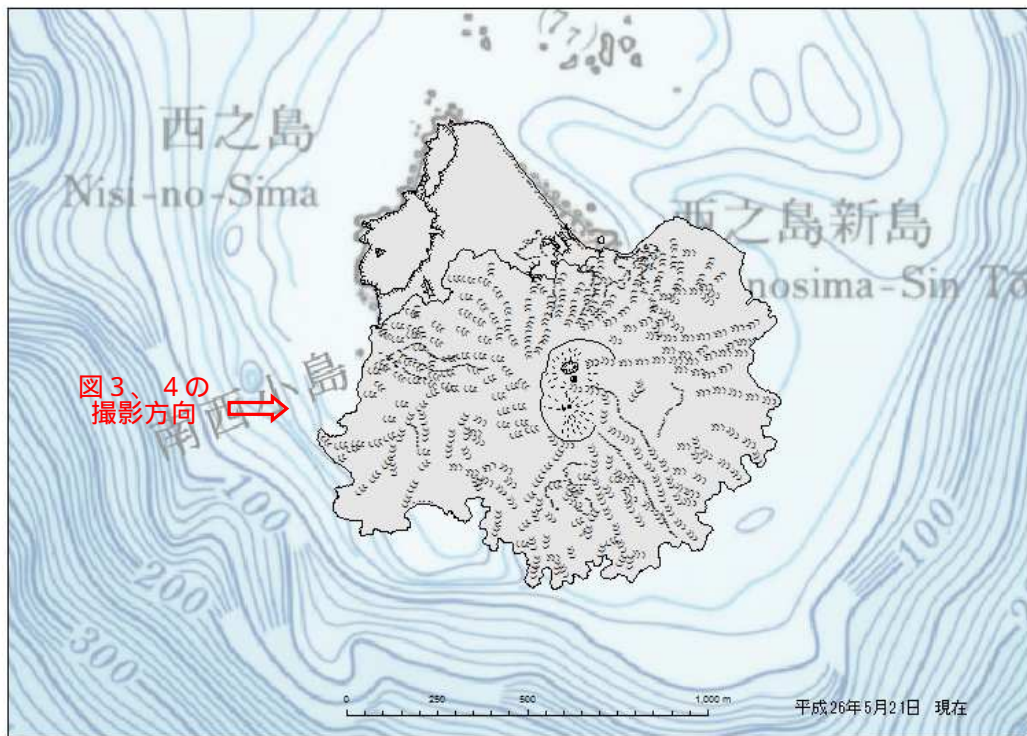 (77)
西之島
Nisi-no-Sima
西之島新島
nosima-Sin Tō
図3、4の
撮影方向
南西小島
100
200
300
100
0 250 500 1,000 m
平成26年5月21日 現在